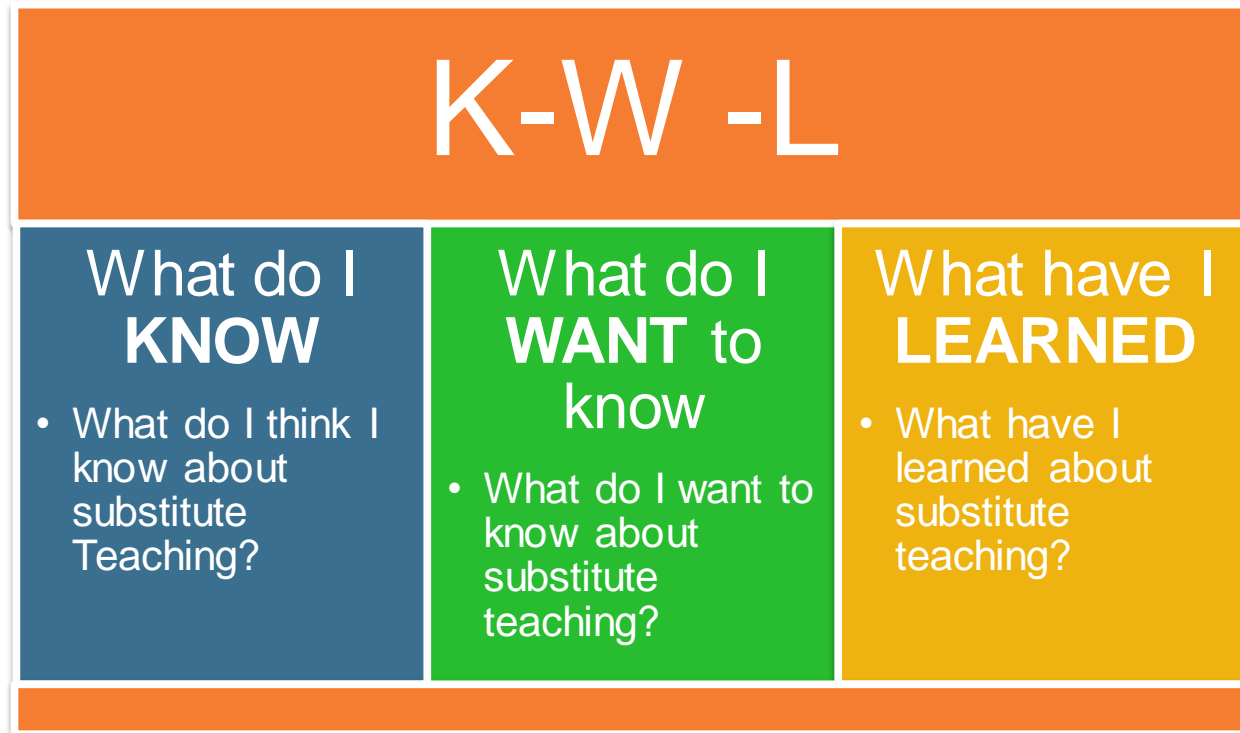 K-W -L
What do I
KNOW
• What do I think I
know about
substitute
Teaching?
What do I
WANT to
know
• What do I want to
know about
substitute
teaching?
What have I
LEARNED
• What have I
learned about
substitute
teaching?